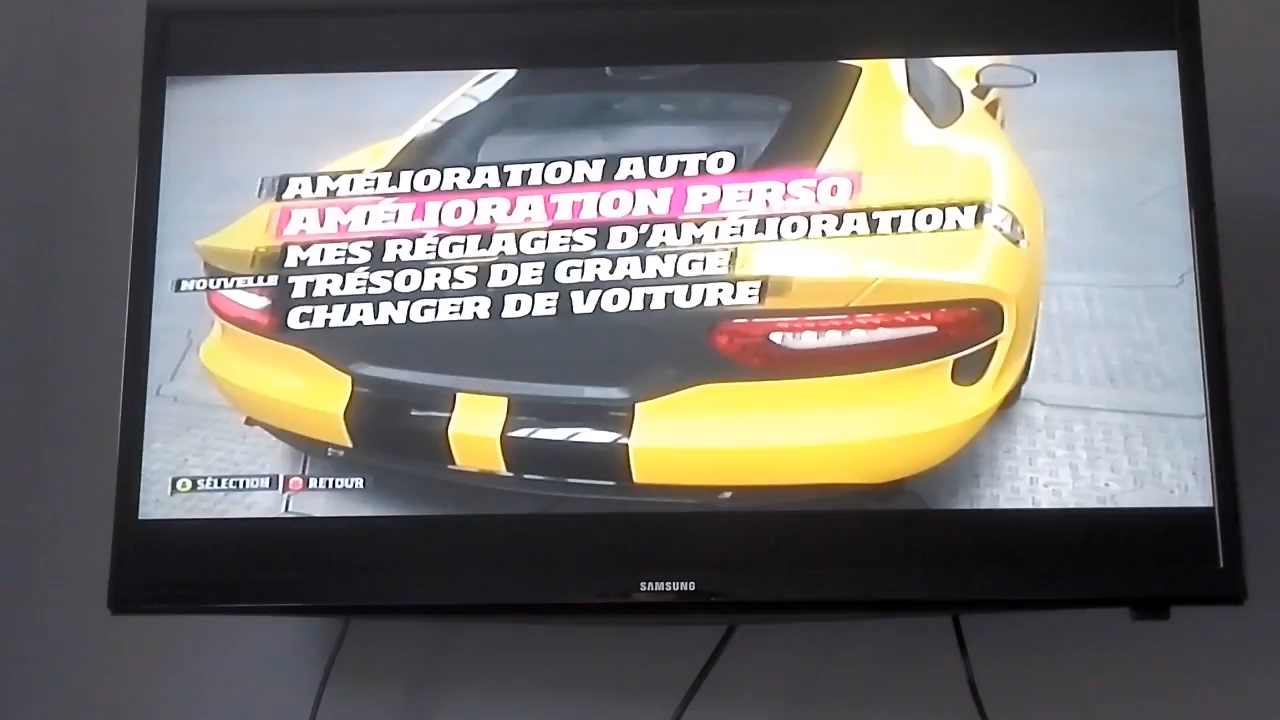 AMÉLIORATION AUTO
AMÉLIORATION PERSO
MES RÉGLAGES D'AMÉLIORATION
NOUVELLE TRÉSORS DE GRANGE
CHANGER DE VOITURE
A SÉLECTION B RETOUR
SAMSUNG